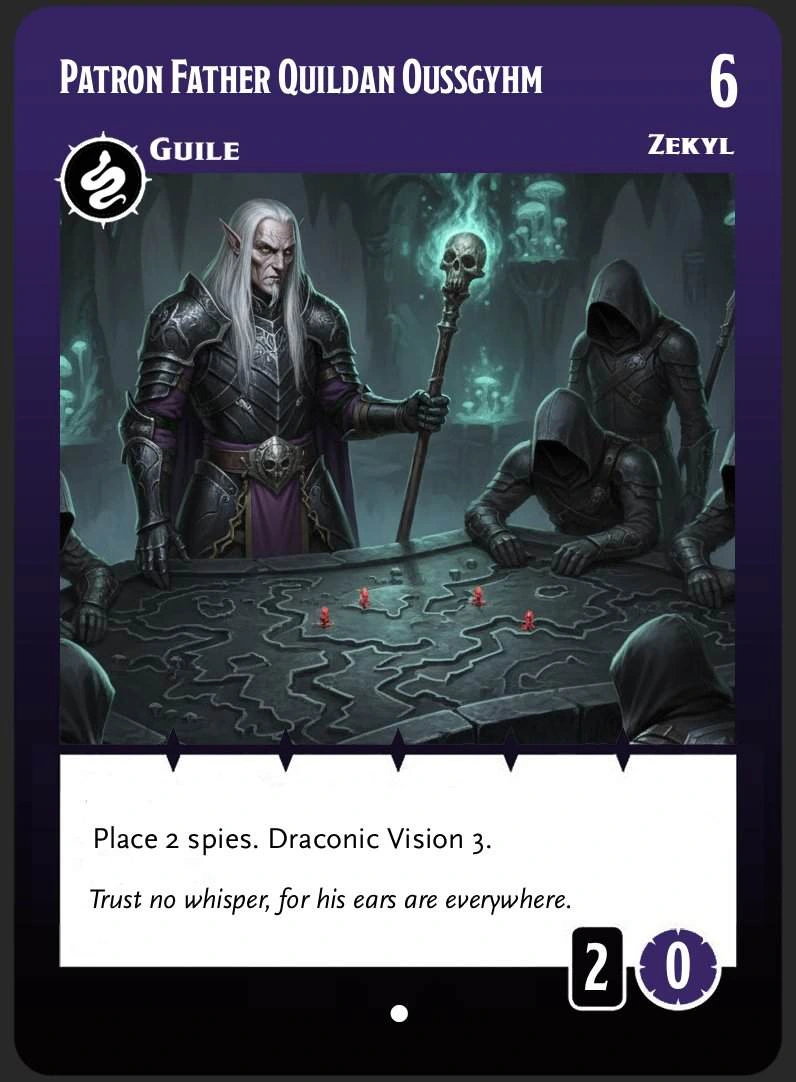 Patron Father Quildan Oussgyhm
6
Guile
Zekyl
Place 2 spies. Draconic Vision 3.
Trust no whisper, for his ears are everywhere.
2
0